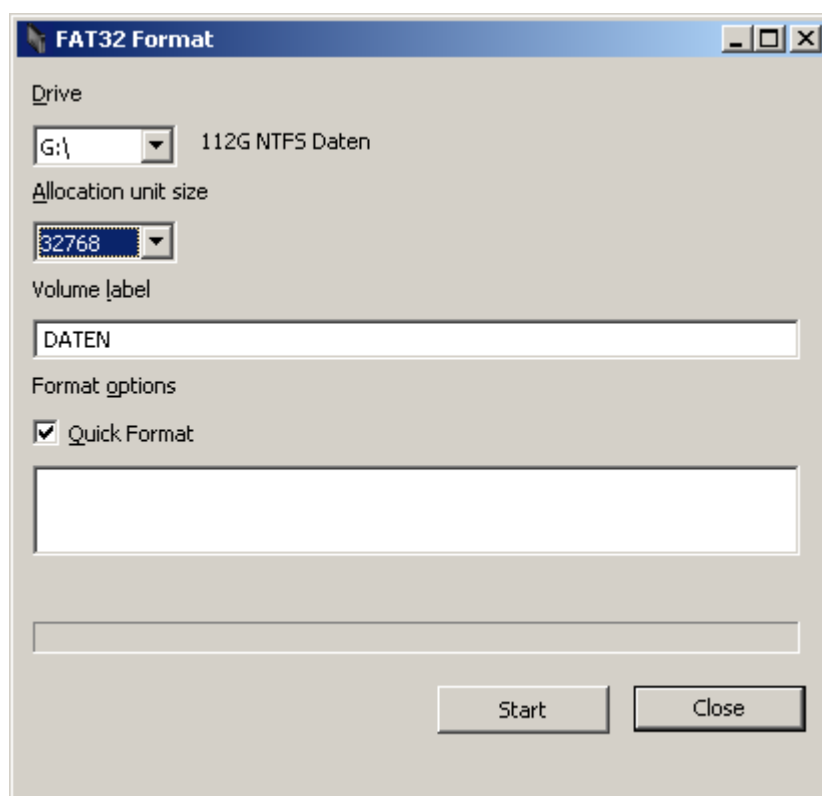 FAT32 Format
Drive
G:\ 112G NTFS Daten
Allocation unit size
32768
Volume label
DATEN
Format options
Quick Format
Start Close